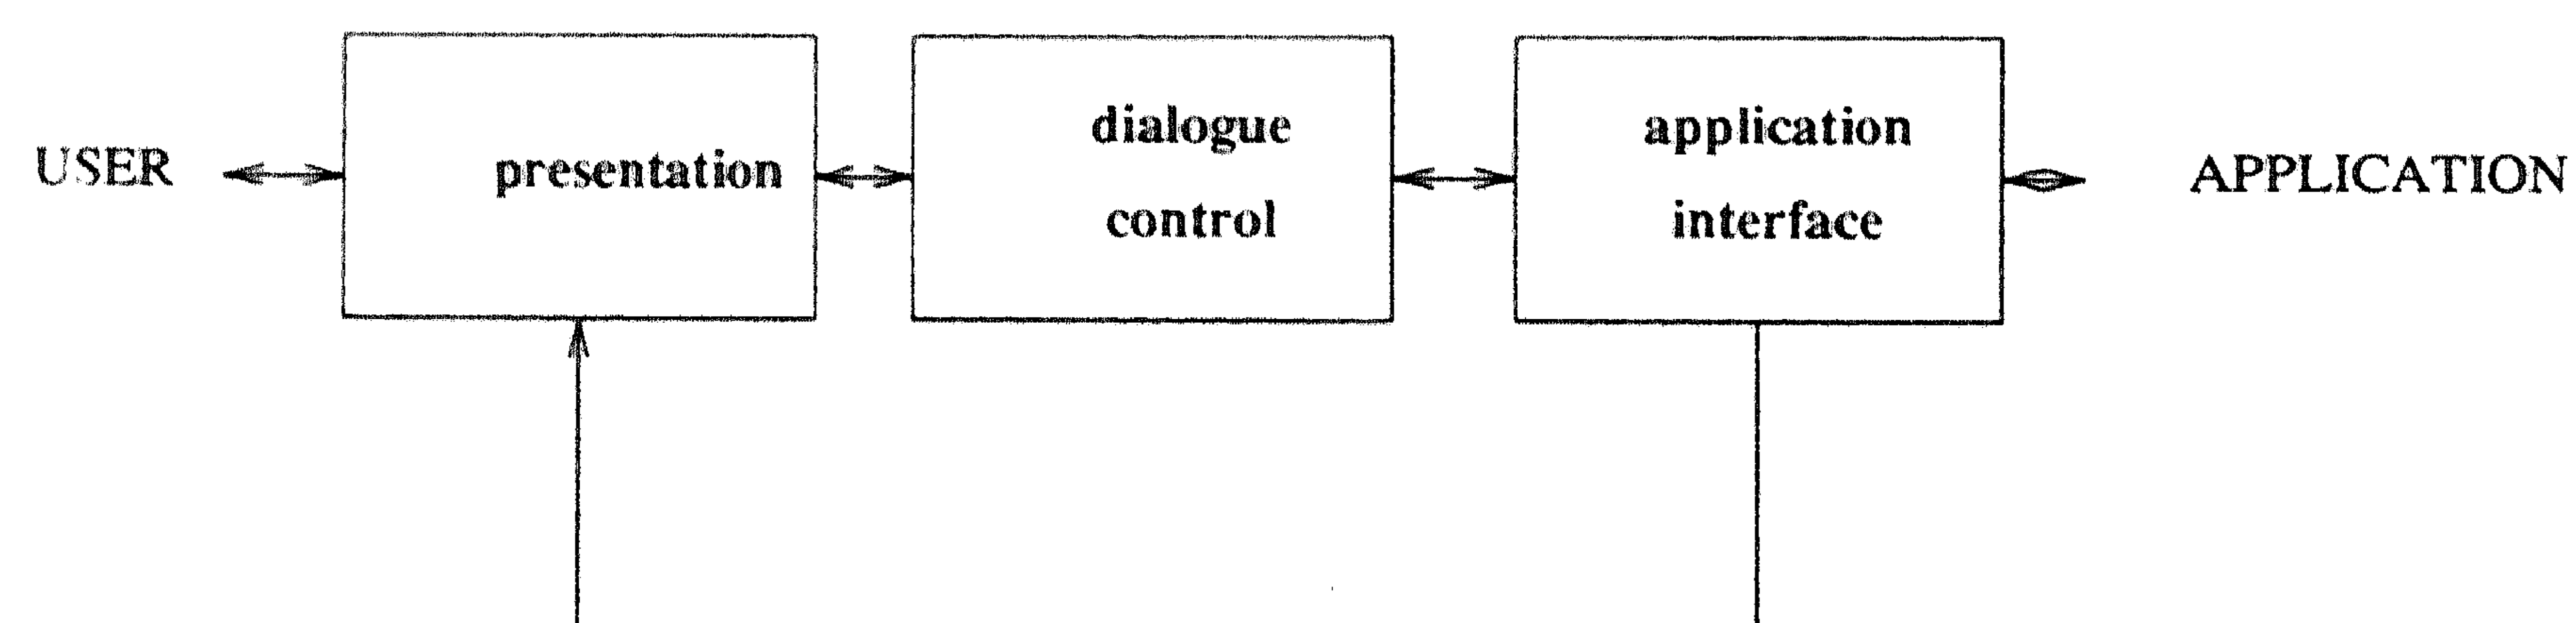 USER
presentation
dialogue
control
application
interface
APPLICATION